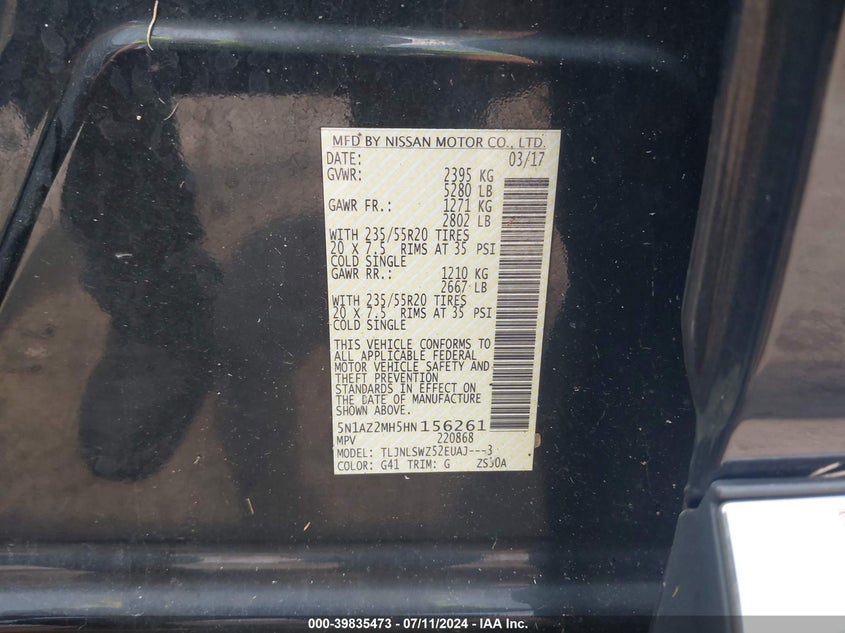 MFD BY NISSAN MOTOR CO., LTD.
DATE: 03/17
GVWR: 2395 KG
5280 LB
GAWR FR.: 1271 KG
2802 LB
WITH 235/55R20 TIRES
20 X 7.5 RIMS AT 35 PSI
COLD SINGLE
GAWR RR.: 1210 KG
2667 LB
WITH 235/55R20 TIRES
20 X 7.5 RIMS AT 35 PSI
COLD SINGLE
THIS VEHICLE CONFORMS TO
ALL APPLICABLE FEDERAL
MOTOR VEHICLE SAFETY AND
THEFT PREVENTION
STANDARDS IN EFFECT ON
THE DATE OF MANUFACTURE
SHOWN ABOVE.
5N1AZ2MH5HN 156261
MPV 220868
MODEL: TLJNLSWZ52EUAJ---3
COLOR: G41 TRIM: G ZS50A
000-39835473 - 07/11/2024 - IAA Inc.